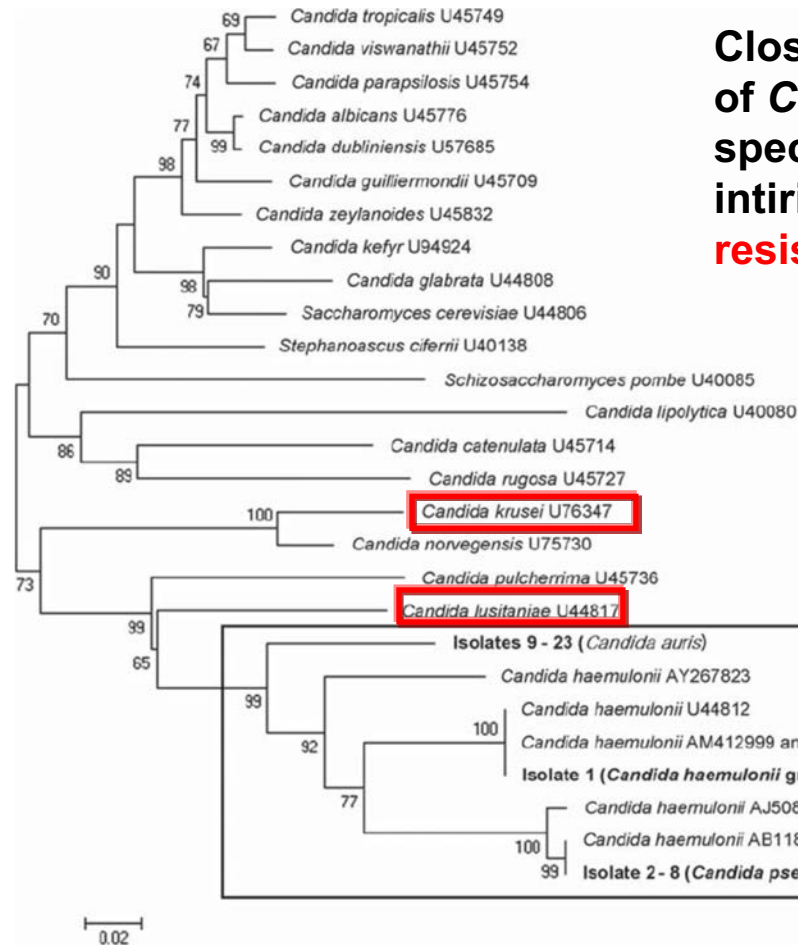 Candida tropicalis U45749
69
Candida viswanathii U45752
67
Candida parapsilosis U45754
74
Candida albicans U45776
77
99
Candida dubliniensis U57685
98
Candida guilliermondii U45709
Candida zeylanoides U45832
Candida kefyr U94924
90
98
Candida glabrata U44808
79
Saccharomyces cerevisiae U44806
70
Stephanoascus ciferrii U40138
Schizosaccharomyces pombe U40085
Candida lipolytica U40080
86
Candida catenulata U45714
89
Candida rugosa U45727
100
Candida krusei U76347
Candida norvegensis U75730
73
Candida pulcherrima U45736
99
Candida lusitaniae U44817
65
Isolates 9 - 23 (Candida auris)
99
Candida haemulonii AY267823
92
Candida haemulonii U44812
100
Candida haemulonii AM412999 an
77
Isolate 1 (Candida haemulonii g
Candida haemulonii AJ508
100
Candida haemulonii AB118
99
Isolate 2 - 8 (Candida pse
0.02
Clos
of C
spec
intiri
resis